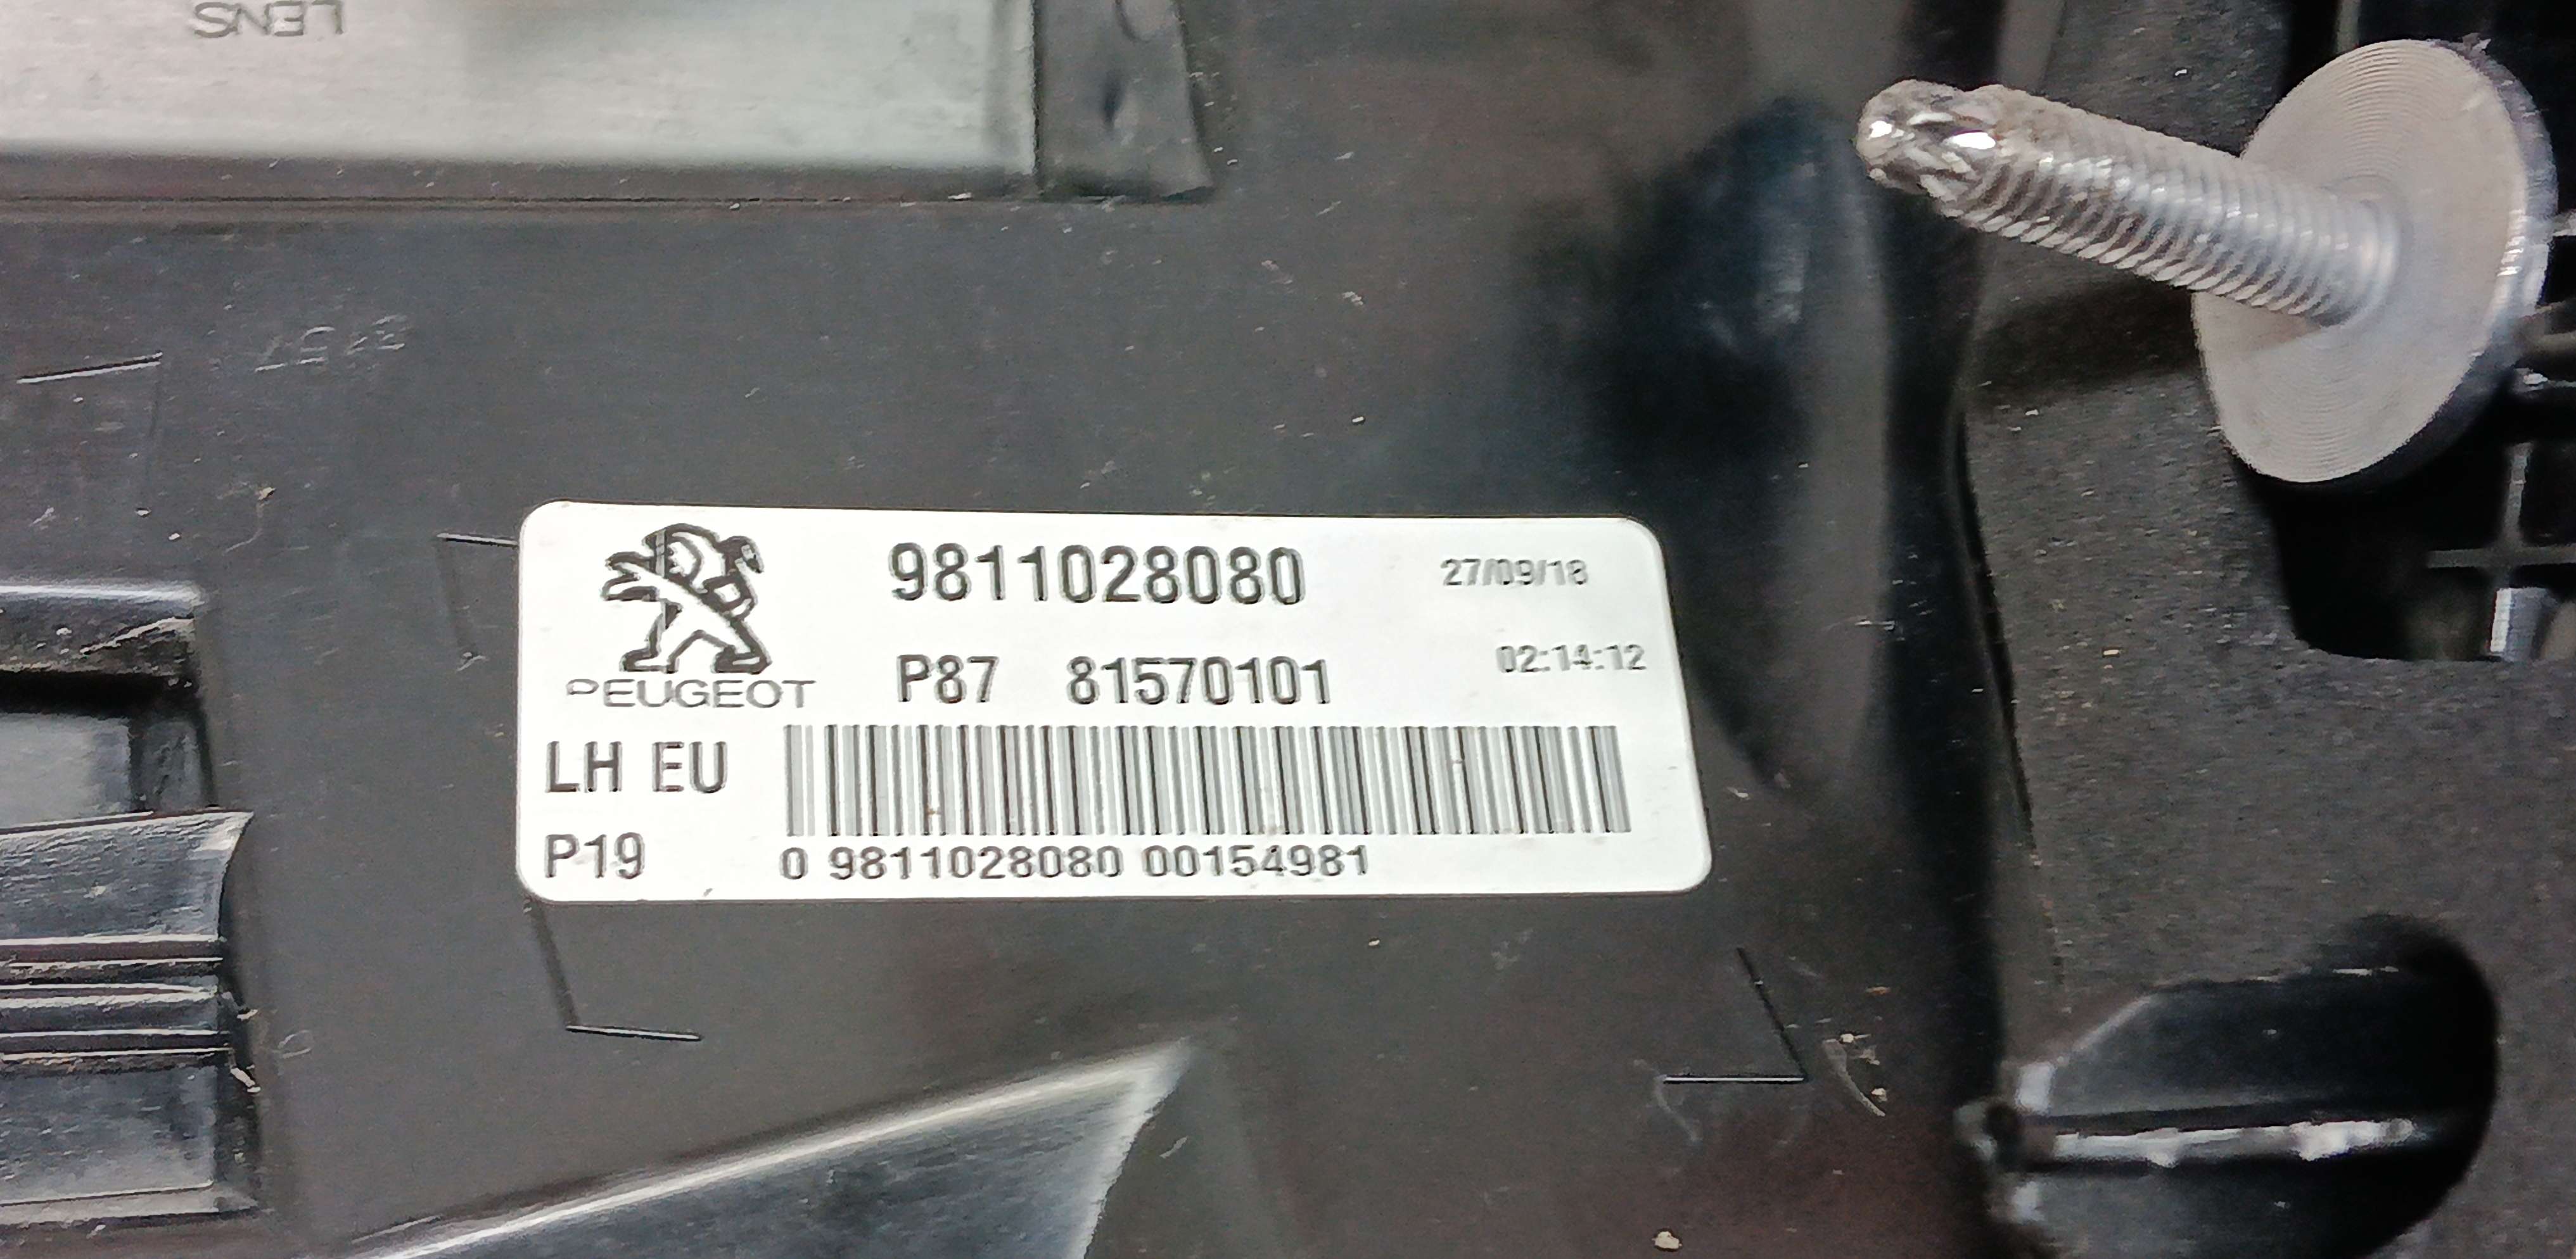 LENS
9811028080
27/09/18
PEUGEOT
P87 81570101
02:14:12
LH EU
P19
0 9811028080 00154981